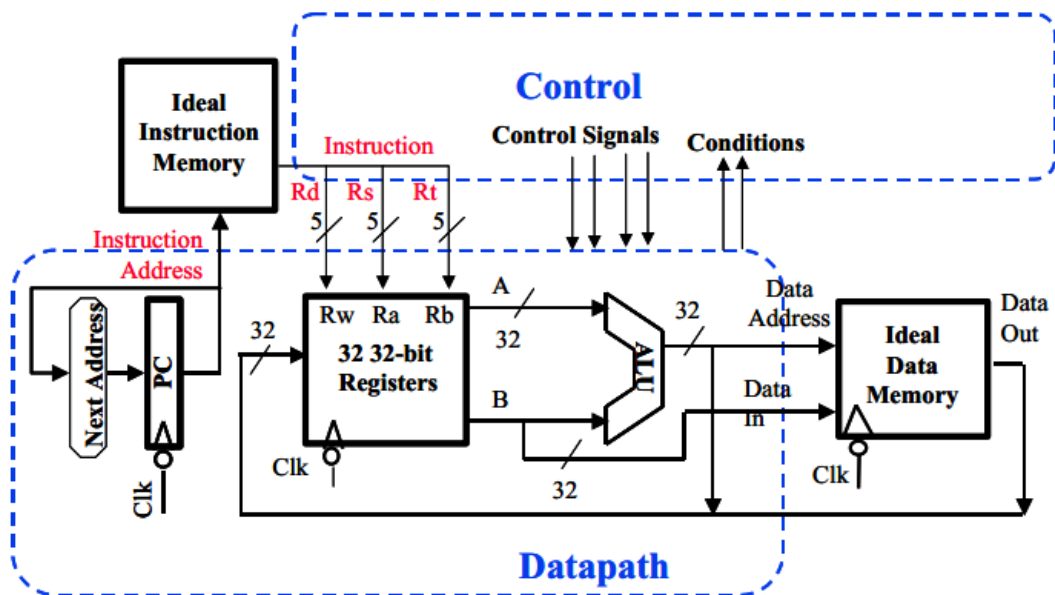 Control
Ideal
Instruction
Memory
Control Signals
Conditions
Instruction
Rd
Rs
Rt
5
5
5
Instruction
Address
Next Address
PC
Clk
32
Rw
Ra
Rb
32 32-bit
Registers
Clk
A
32
B
32
ALU
32
Data
Address
Data
In
Ideal
Data
Memory
Clk
Data
Out
Datapath